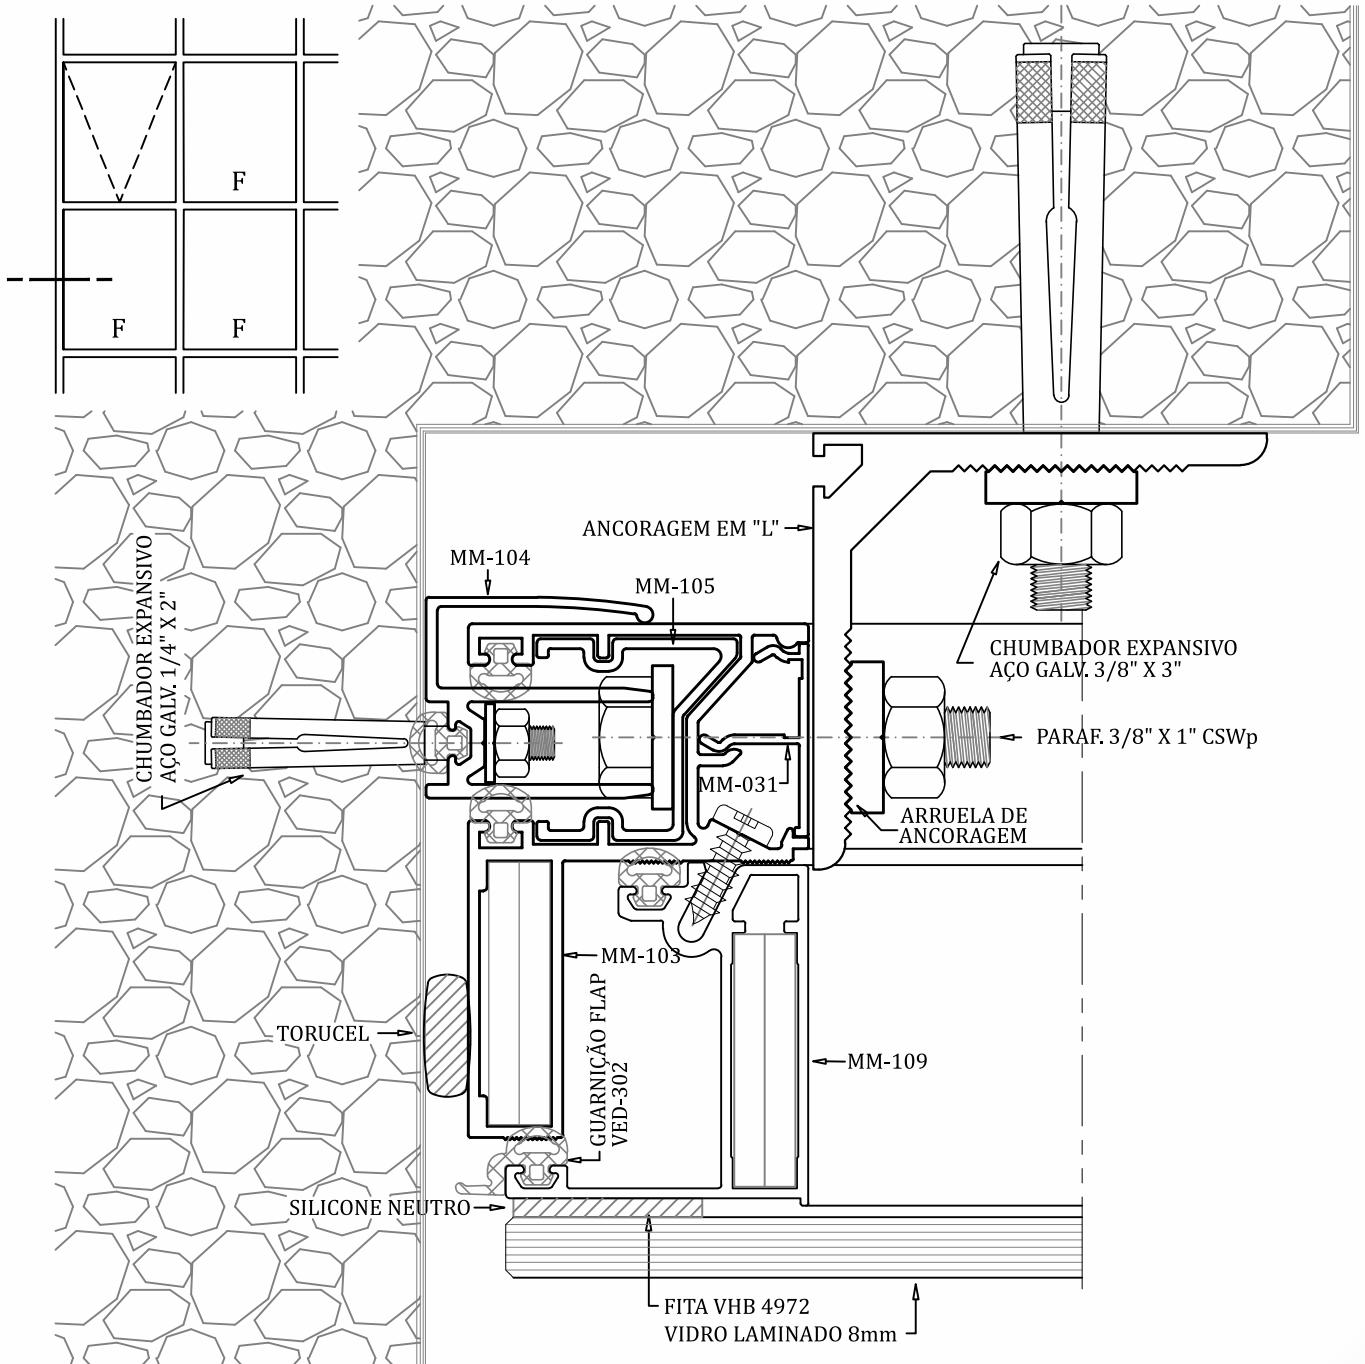 F
F
F
ANCORAGEM EM "L"
MM-104
MM-105
CHUMBADOR EXPANSIVO
AÇO GALV. 1/4" X 2"
CHUMBADOR EXPANSIVO
AÇO GALV. 3/8" X 3"
PARAF. 3/8" X 1" CSWp
MM-031
ARRUELA DE
ANCORAGEM
MM-103
TORUCEL
GUARNIÇÃO FLAP
VED-302
MM-109
SILICONE NEUTRO
FITA VHB 4972
VIDRO LAMINADO 8mm